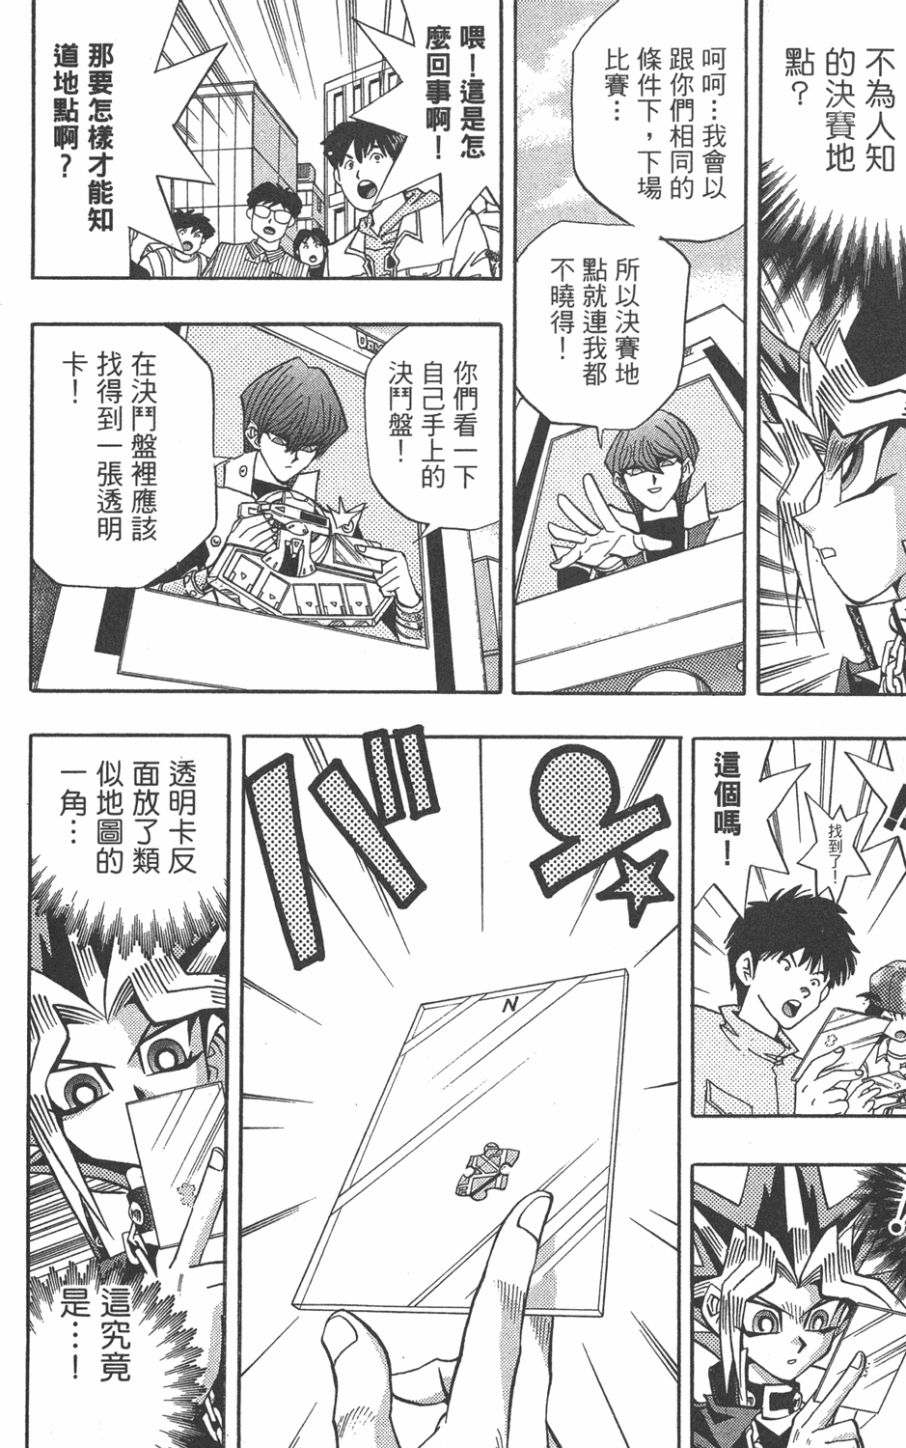 不為人知
的決賽地
點？
呵呵…我會以
跟你們相同的
條件下，下場
比賽…
所以決賽地
點就連我都
不曉得！
喂！這是怎
麼回事啊！
那要怎樣才能知
道地點啊？
你們看一下
自己手上的
決鬥盤！
在決鬥盤裡應該
找得到一張透明
卡！
找到了！
這個嗎！
N
透明卡反
面放了類
似地圖的
一角…
這究竟
是…！